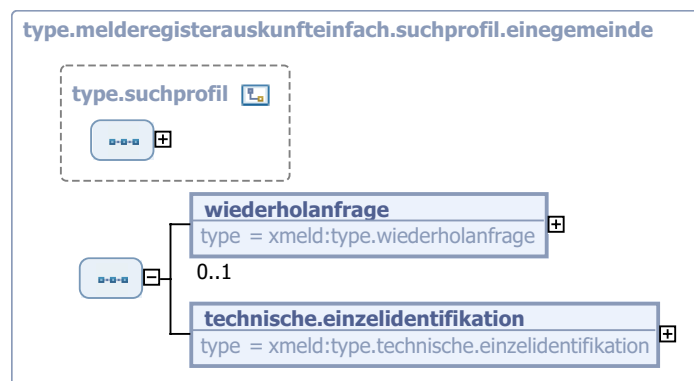 type.melderegisterauskunfteinfach.suchprofil.einegemeinde
type.suchprofil
wiederholanfrage
type = xmeld:type.wiederholanfrage
0..1
technische.einzelidentifikation
type = xmeld:type.technische.einzelidentifikation